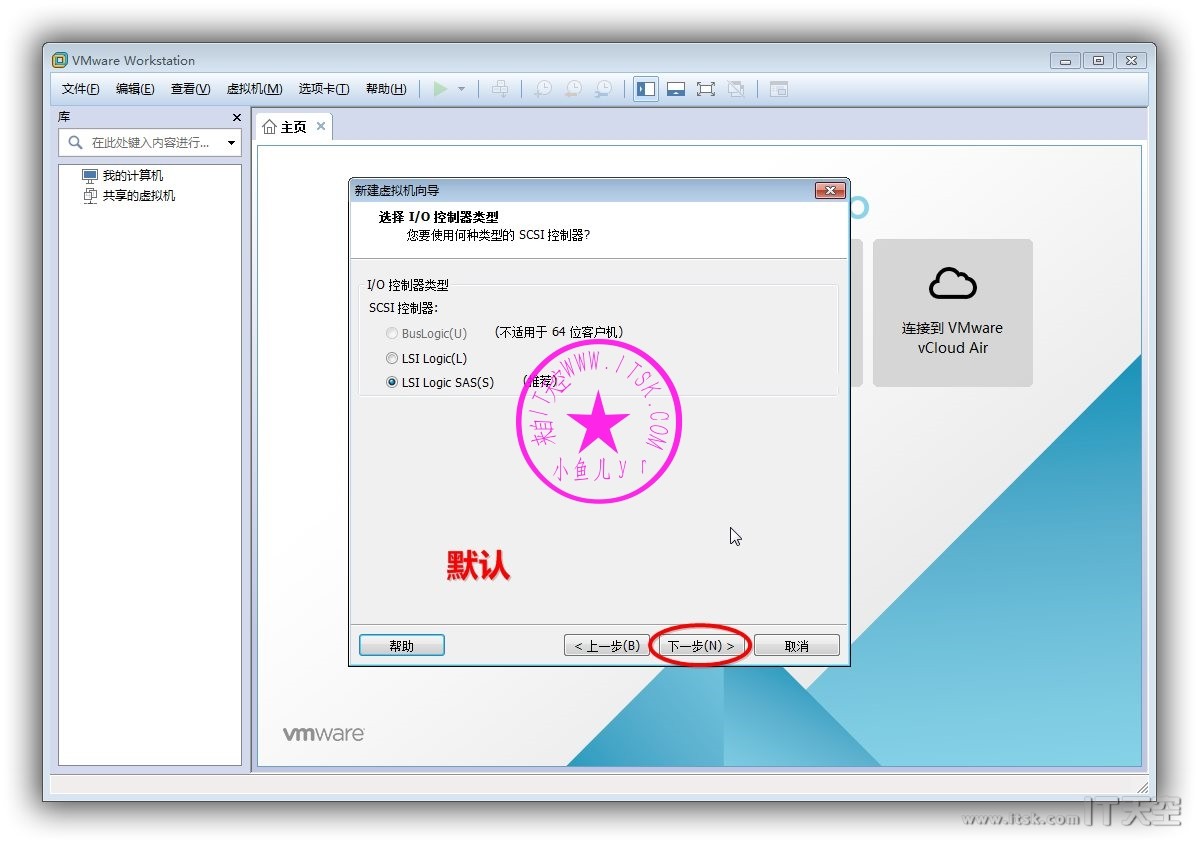 VMware Workstation
文件(F) 编辑(E) 查看(V) 虚拟机(M) 选项卡(T) 帮助(H)
库
主页
在此处键入内容进行...
我的计算机
共享的虚拟机
新建虚拟机向导
选择 I/O 控制器类型
您要使用何种类型的 SCSI 控制器?
I/O 控制器类型
SCSI 控制器:
BusLogic(U) (不适用于 64 位客户机)
LSI Logic(L)
LSI Logic SAS(S) (推荐)
来自IT天空WWW.ITSK.COM
小鱼儿yr
默认
帮助 < 上一步(B) 下一步(N) > 取消
连接到 VMware
vCloud Air
vmware
www.itsk.com IT天空